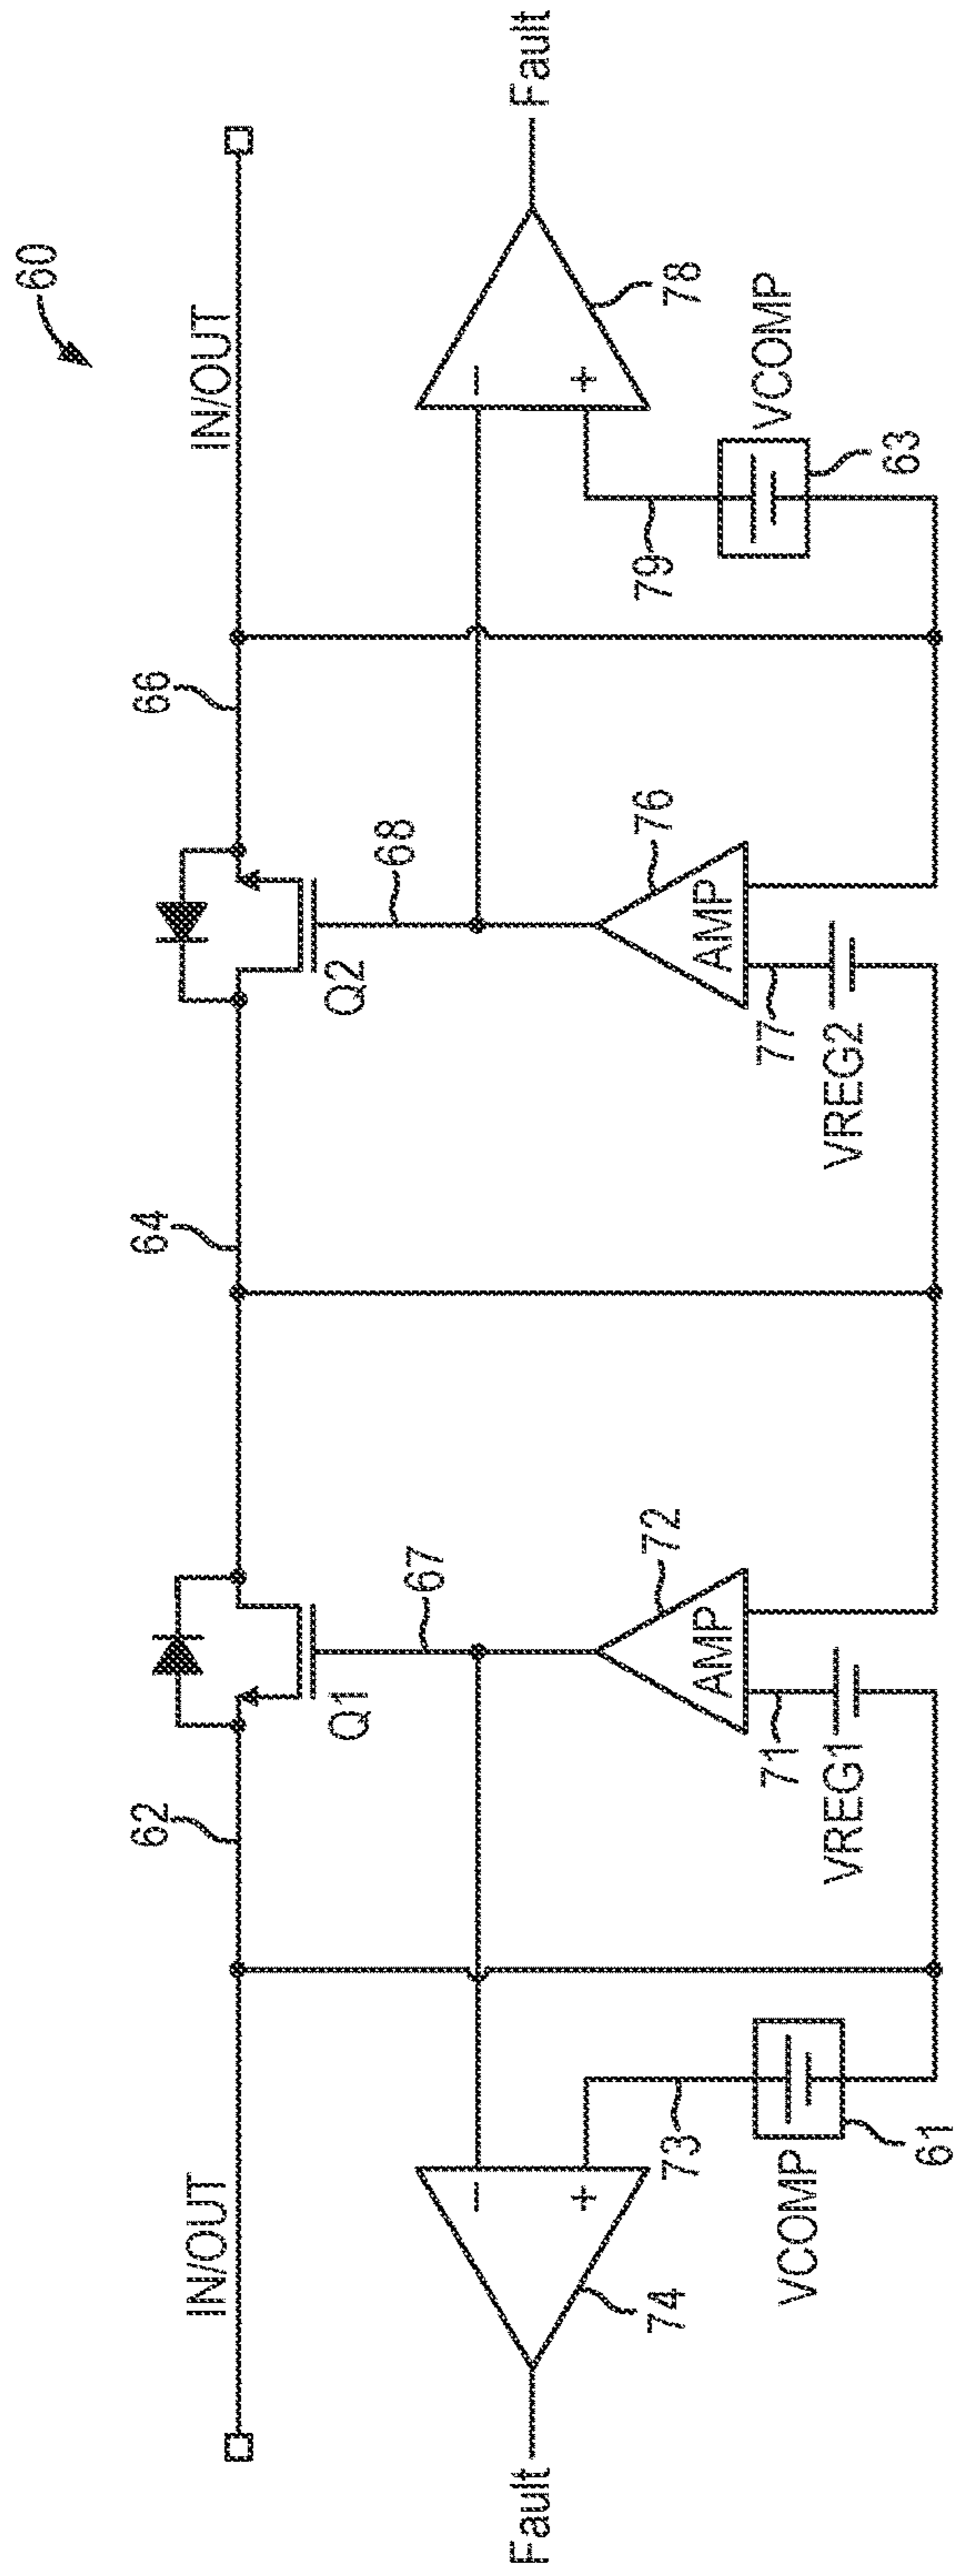 60
IN/OUT
IN/OUT
62
64
66
Q1
Q2
67
68
Fault
Fault
-
+
-
+
74
72
76
78
AMP
AMP
73
71
77
79
VCOMP
61
VREG1
VREG2
VCOMP
63